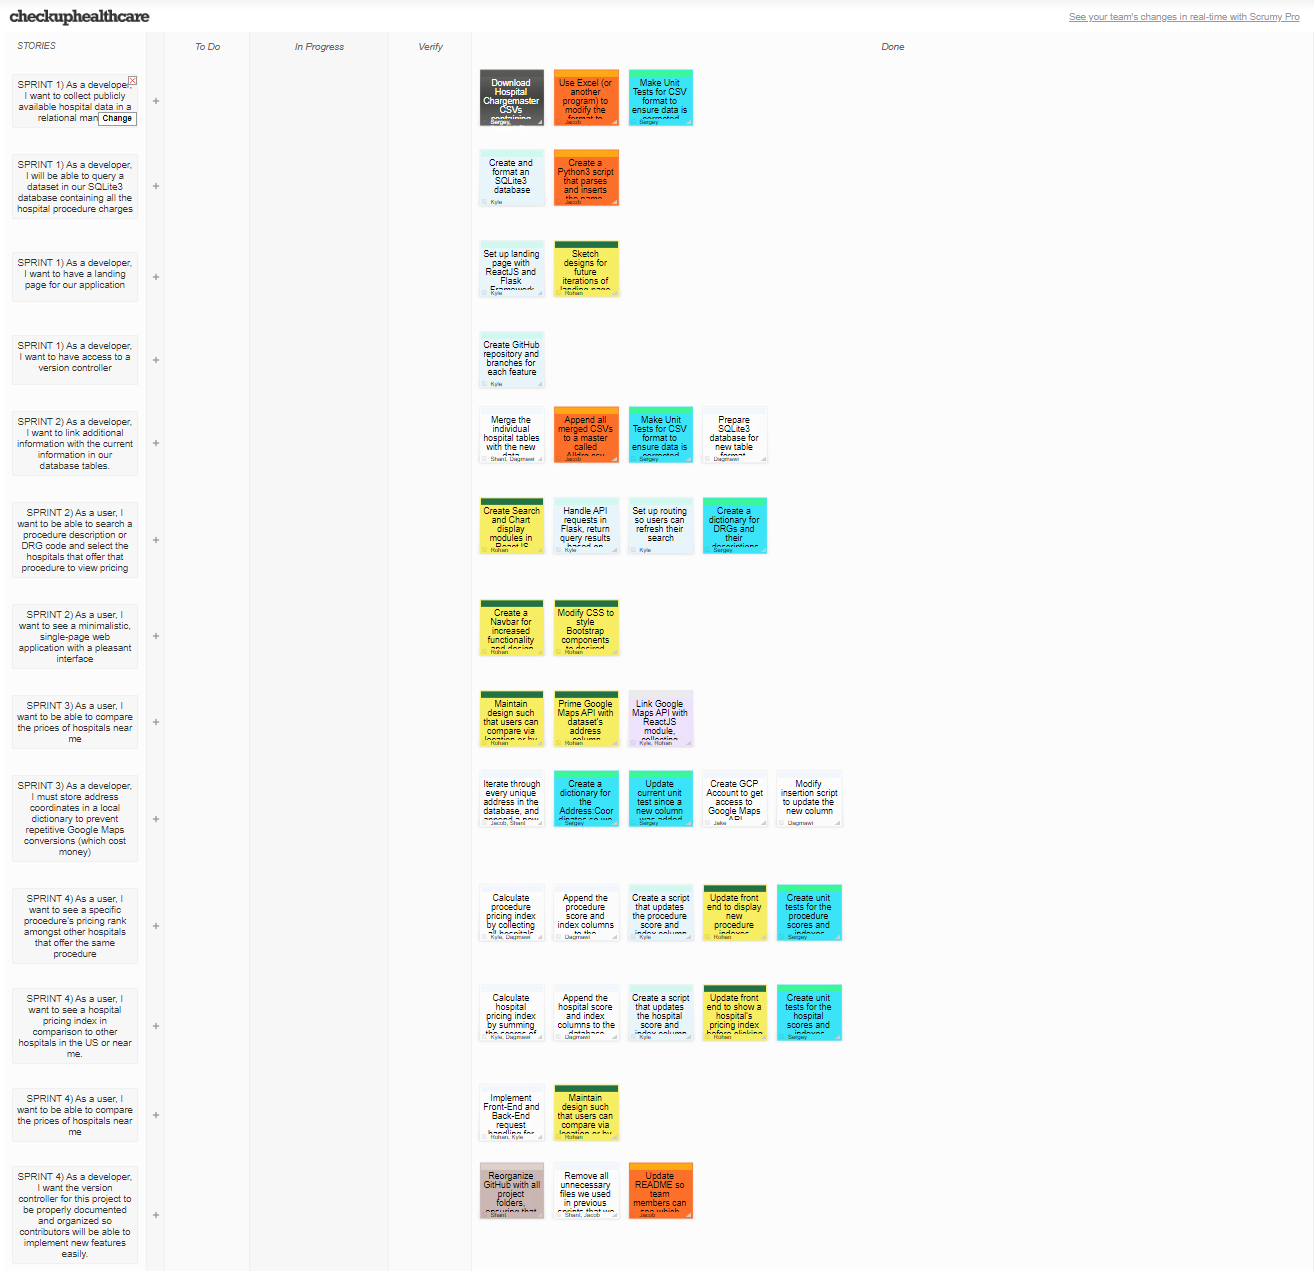 checkuphealthcare
See your team's changes in real-time with Scrumy Pro
STORIES
To Do
In Progress
Verify
Done
SPRINT 1) As a developer,
I want to collect publicly
available hospital data in a
relational man
Change
+
Download
Hospital
Chargemaster
CSVs
containing
Sergey,
Use Excel (or
another
program) to
modify the
format to
Jacob
Make Unit
Tests for CSV
format to
ensure data is
corrected
Sergey
SPRINT 1) As a developer,
I will be able to query a
dataset in our SQLite3
database containing all the
hospital procedure charges
+
Create and
format an
SQLite3
database
Kyle
Create a
Python3 script
that parses
and inserts
the name
Jacob
SPRINT 1) As a developer,
I want to have a landing
page for our application
+
Set up landing
page with
ReactJS and
Flask
Framework
Kyle
Sketch
designs for
future
iterations of
landing page
Rohan
SPRINT 1) As a developer,
I want to have access to a
version controller
+
Create GitHub
repository and
branches for
each feature
Kyle
SPRINT 2) As a developer,
I want to link additional
information with the current
information in our
database tables.
+
Merge the
individual
hospital tables
with the new
data
Shant, Dagmawi
Append all
merged CSVs
to a master
called
Jacob
Make Unit
Tests for CSV
format to
ensure data is
corrected
Sergey
Prepare
SQLite3
database for
new table
format
Dagmawi
SPRINT 2) As a user, I
want to be able to search a
procedure description or
DRG code and select the
hospitals that offer that
procedure to view pricing
+
Create Search
and Chart
display
modules in
ReactJS
Rohan
Handle API
requests in
Flask, return
query results
based on
Kyle
Set up routing
so users can
refresh their
search
Kyle
Create a
dictionary for
DRGs and
their
descriptions
Sergey
SPRINT 2) As a user, I
want to see a minimalistic,
single-page web
application with a pleasant
interface
+
Create a
Navbar for
increased
functionality
and design
Rohan
Modify CSS to
style
Bootstrap
components
to desired
Rohan
SPRINT 3) As a user, I
want to be able to compare
the prices of hospitals near
me
+
Maintain
design such
that users can
compare via
location or by
Rohan
Prime Google
Maps API with
dataset's
address
column
Rohan
Link Google
Maps API with
ReactJS
module,
collecting
Kyle, Rohan
SPRINT 3) As a developer,
I must store address
coordinates in a local
dictionary to prevent
repetitive Google Maps
conversions (which cost
money)
+
Iterate through
every unique
address in the
database, and
append a new
Jacob, Shant
Create a
dictionary for
the
Address:Coor
dinates so we
Sergey
Update
current unit
test since a
new column
was added
Sergey
Create GCP
Account to get
access to
Google Maps
API
Jake
Modify
insertion script
to update the
new column
Dagmawi
SPRINT 4) As a user, I
want to see a specific
procedure's pricing rank
amongst other hospitals
that offer the same
procedure
+
Calculate
procedure
pricing index
by collecting
all hospitals
Kyle, Dagmawi
Append the
procedure
score and
index columns
to the
Dagmawi
Create a script
that updates
the procedure
score and
index column
Kyle
Update front
end to display
new
procedure
indexes
Rohan
Create unit
tests for the
procedure
scores and
indexes
Sergey
SPRINT 4) As a user, I
want to see a hospital
pricing index in
comparison to other
hospitals in the US or near
me.
+
Calculate
hospital
pricing index
by summing
the scores of
Kyle, Dagmawi
Append the
hospital score
and index
columns to the
database
Dagmawi
Create a script
that updates
the hospital
score and
index column
Kyle
Update front
end to show a
hospital's
pricing index
before clicking
Rohan
Create unit
tests for the
hospital
scores and
indexes
Sergey
SPRINT 4) As a user, I
want to be able to compare
the prices of hospitals near
me
+
Implement
Front-End and
Back-End
request
handling for
Rohan, Kyle
Maintain
design such
that users can
compare via
location or by
Rohan
SPRINT 4) As a developer,
I want the version
controller for this project to
be properly documented
and organized so
contributors will be able to
implement new features
easily.
+
Reorganize
GitHub with all
project
folders,
ensuring that
Shant
Remove all
unnecessary
files we used
in previous
scripts that we
Shant, Jacob
Update
README so
team
members can
see which
Jacob